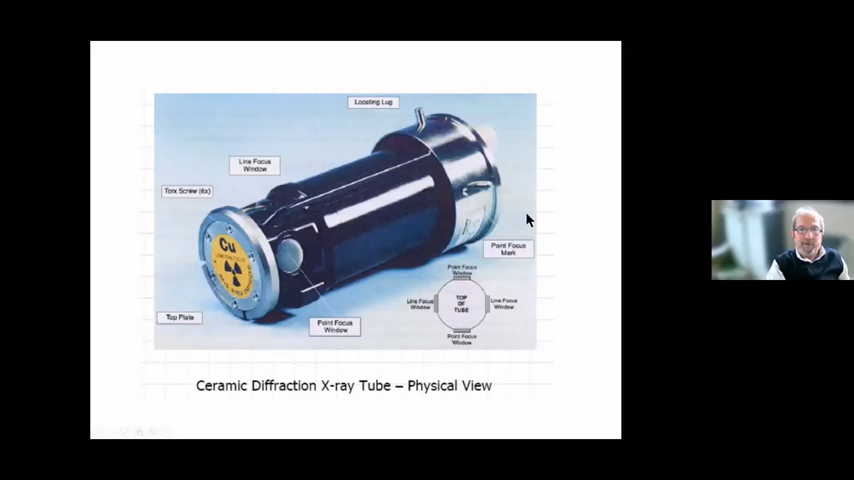 Locating Lug
Line Focus
Window
Torx Screw (6x)
Cu
Point Focus
Mark
Point Focus
Window
Line Focus
Window
TOP
OF
TUBE
Line Focus
Window
Point Focus
Window
Top Plate
Point Focus
Window
Ceramic Diffraction X-ray Tube – Physical View